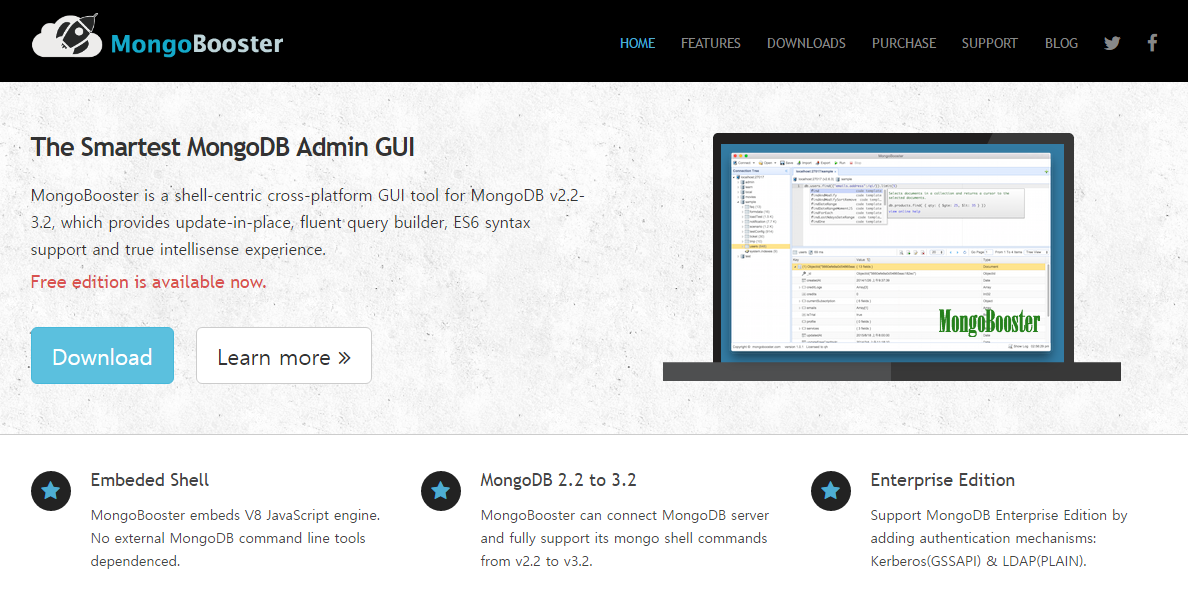 MongoBooster
HOME
FEATURES
DOWNLOADS
PURCHASE
SUPPORT
BLOG
The Smartest MongoDB Admin GUI
MongoBooster is a shell-centric cross-platform GUI tool for MongoDB v2.2-
3.2, which provides update-in-place, fluent query builder, ES6 syntax
support and true intellisense experience.
Free edition is available now.
Download
Learn more »
MongoBooster
MongoBooster
Embeded Shell
MongoBooster embeds V8 JavaScript engine.
No external MongoDB command line tools
dependenced.
MongoDB 2.2 to 3.2
MongoBooster can connect MongoDB server
and fully support its mongo shell commands
from v2.2 to v3.2.
Enterprise Edition
Support MongoDB Enterprise Edition by
adding authentication mechanisms:
Kerberos(GSSAPI) & LDAP(PLAIN).